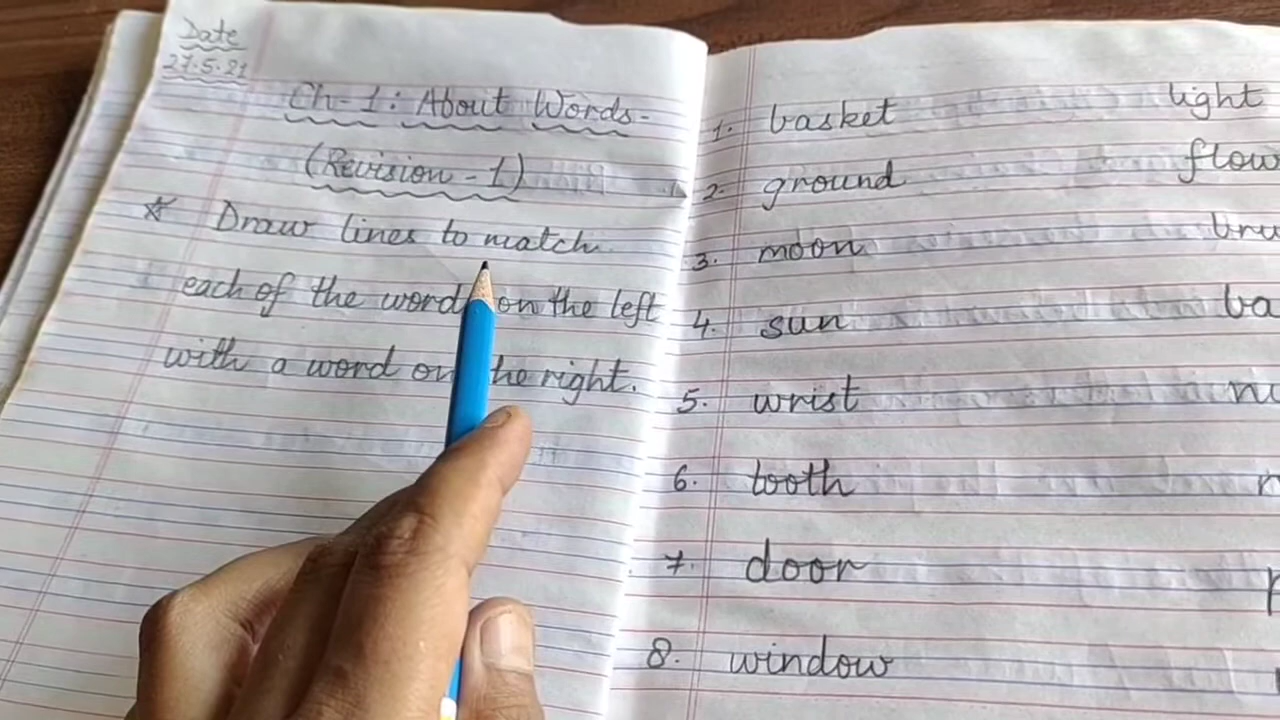 Date
27.5.21
Ch-1: About Words-
(Revision - 1)
* Draw lines to match
each of the word on the left
with a word on the right.
1. basket light
2. ground
3. moon
4. sun
5. wrist
6. tooth
7. door
8. window